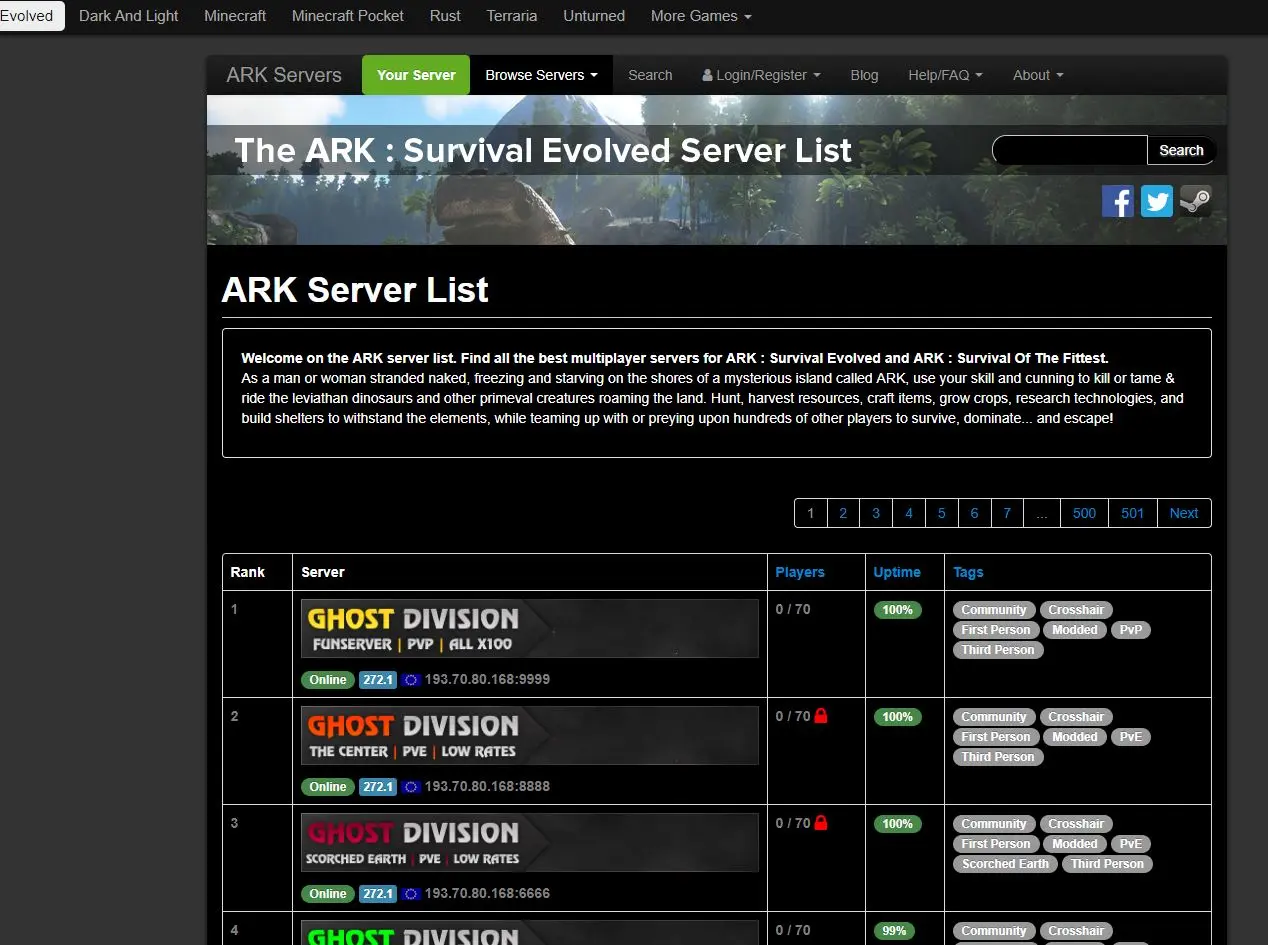 Evolved Dark And Light Minecraft Minecraft Pocket Rust Terraria Unturned More Games
ARK Servers Your Server Browse Servers Search Login/Register Blog Help/FAQ About
The ARK : Survival Evolved Server List
Search
ARK Server List
Welcome on the ARK server list. Find all the best multiplayer servers for ARK : Survival Evolved and ARK : Survival Of The Fittest.
As a man or woman stranded naked, freezing and starving on the shores of a mysterious island called ARK, use your skill and cunning to kill or tame &
ride the leviathan dinosaurs and other primeval creatures roaming the land. Hunt, harvest resources, craft items, grow crops, research technologies, and
build shelters to withstand the elements, while teaming up with or preying upon hundreds of other players to survive, dominate... and escape!
1 2 3 4 5 6 7 ... 500 501 Next
Rank Server Players Uptime Tags
1
GHOST DIVISION
FUNSERVER | PVP | ALL X100
Online 272.1 193.70.80.168:9999
0 / 70
100%
Community Crosshair
First Person Modded PvP
Third Person
2
GHOST DIVISION
THE CENTER | PVE | LOW RATES
Online 272.1 193.70.80.168:8888
0 / 70
100%
Community Crosshair
First Person Modded PvE
Third Person
3
GHOST DIVISION
SCORCHED EARTH | PVE | LOW RATES
Online 272.1 193.70.80.168:6666
0 / 70
100%
Community Crosshair
First Person Modded PvE
Scorched Earth Third Person
4
GHOST DIVISION
0 / 70
99%
Community Crosshair